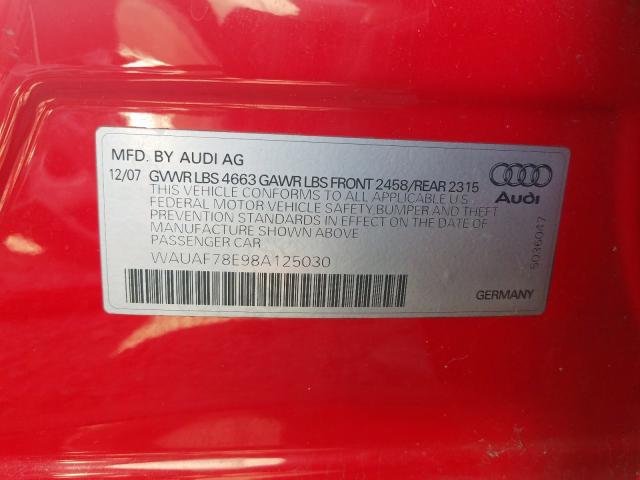 MFD. BY AUDI AG
12/07 GVWR LBS 4663 GAWR LBS FRONT 2458/REAR 2315
THIS VEHICLE CONFORMS TO ALL APPLICABLE U.S.
FEDERAL MOTOR VEHICLE SAFETY BUMPER AND THEFT
PREVENTION STANDARDS IN EFFECT ON THE DATE OF
MANUFACTURE SHOWN ABOVE
PASSENGER CAR
WAUAF78E98A125030
Audi
5036047
GERMANY